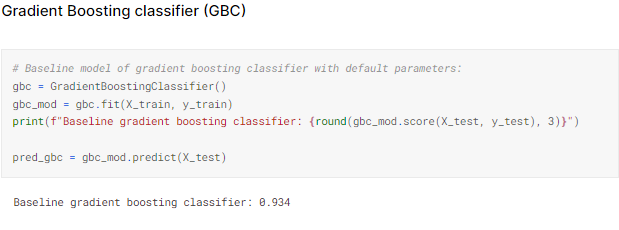 Gradient Boosting classifier (GBC)
# Baseline model of gradient boosting classifier with default parameters:
gbc = GradientBoostingClassifier()
gbc_mod = gbc.fit(X_train, y_train)
print(f"Baseline gradient boosting classifier: {round(gbc_mod.score(X_test, y_test), 3)}")
pred_gbc = gbc_mod.predict(X_test)
Baseline gradient boosting classifier: 0.934